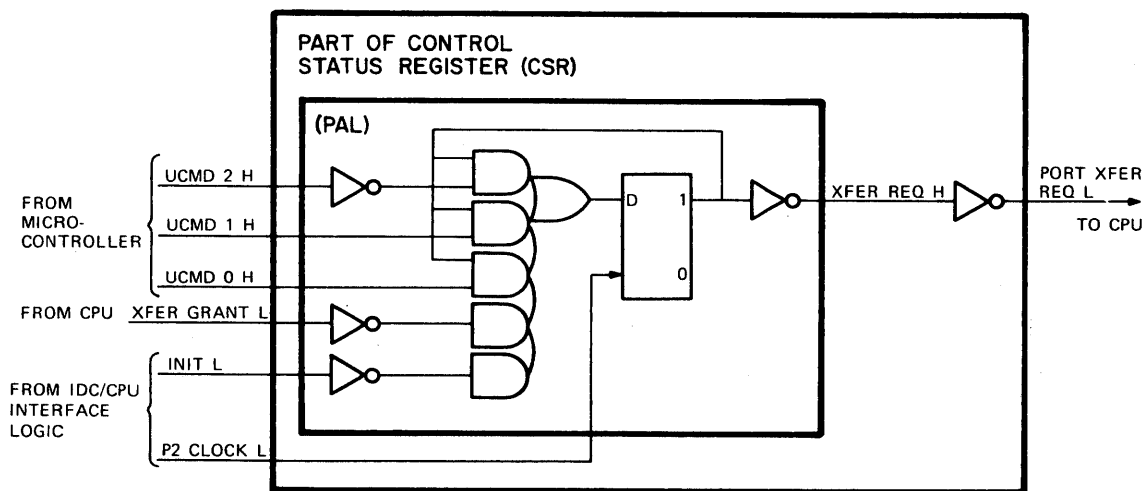 PART OF CONTROL
STATUS REGISTER (CSR)
(PAL)
UCMD 2 H
FROM
MICRO-
CONTROLLER
UCMD 1 H
UCMD 0 H
D
1
0
XFER REQ H
PORT XFER
REQ L
TO CPU
FROM CPU
XFER GRANT L
INIT L
FROM IDC/CPU
INTERFACE
LOGIC
P2 CLOCK L